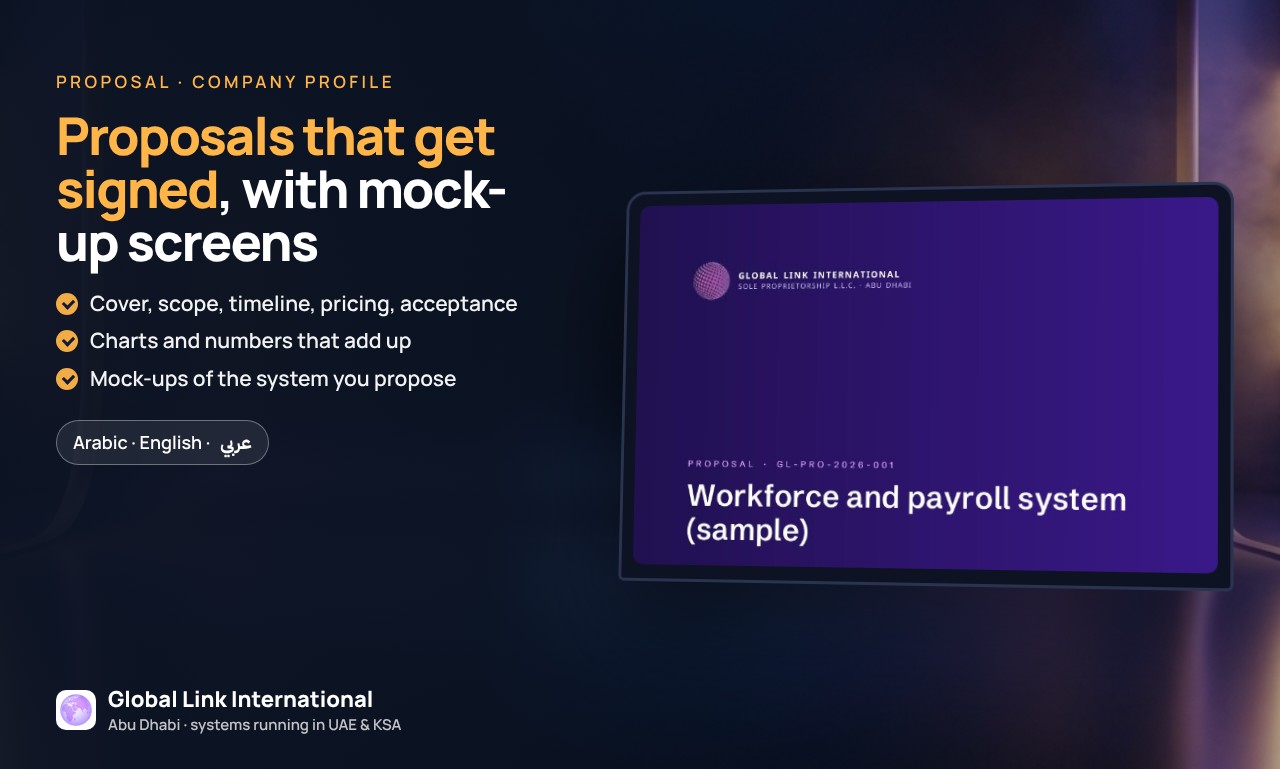 PROPOSAL · COMPANY PROFILE
Proposals that get
signed, with mock-
up screens
Cover, scope, timeline, pricing, acceptance
Charts and numbers that add up
Mock-ups of the system you propose
Arabic · English · عربي
GLOBAL LINK INTERNATIONAL
SOLE PROPRIETORSHIP L.L.C. · ABU DHABI
PROPOSAL · GL-PRO-2026-001
Workforce and payroll system
(sample)
Global Link International
Abu Dhabi · systems running in UAE & KSA